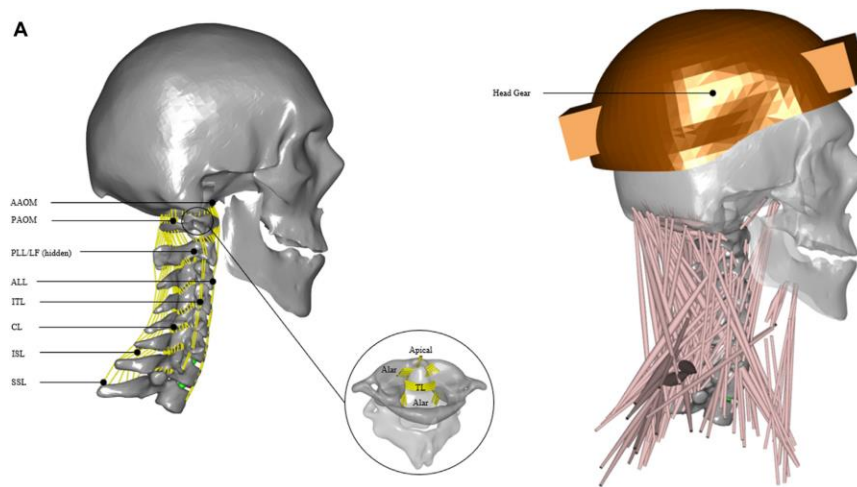 A
Head Gear
AAOM
PAOM
PLL/LF (hidden)
ALL
ITL
CL
ISL
SSL
Apical
Alar
TL
Alar